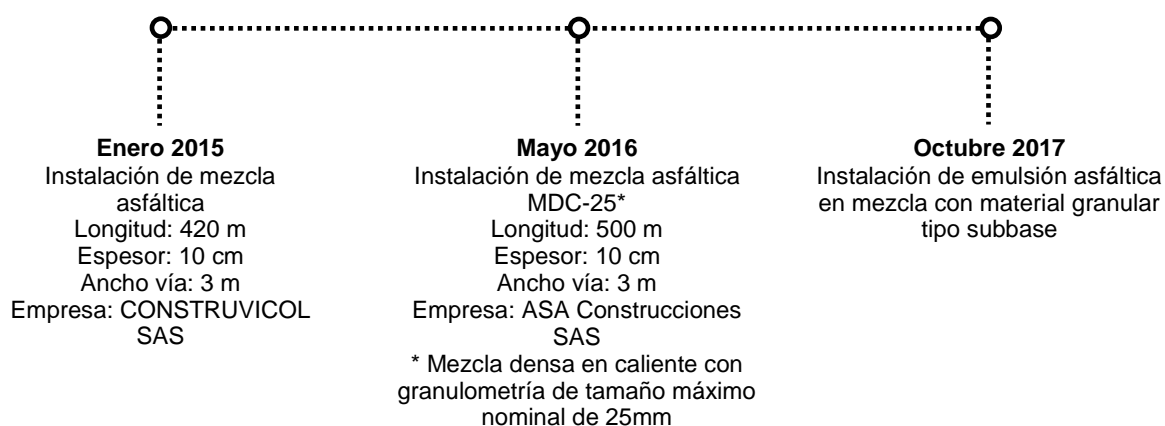 Enero 2015
Instalación de mezcla
asfáltica
Longitud: 420 m
Espesor: 10 cm
Ancho vía: 3 m
Empresa: CONSTRUVICOL
SAS
Mayo 2016
Instalación de mezcla asfáltica
MDC-25*
Longitud: 500 m
Espesor: 10 cm
Ancho vía: 3 m
Empresa: ASA Construcciones
SAS
* Mezcla densa en caliente con
granulometría de tamaño máximo
nominal de 25mm
Octubre 2017
Instalación de emulsión asfáltica
en mezcla con material granular
tipo subbase